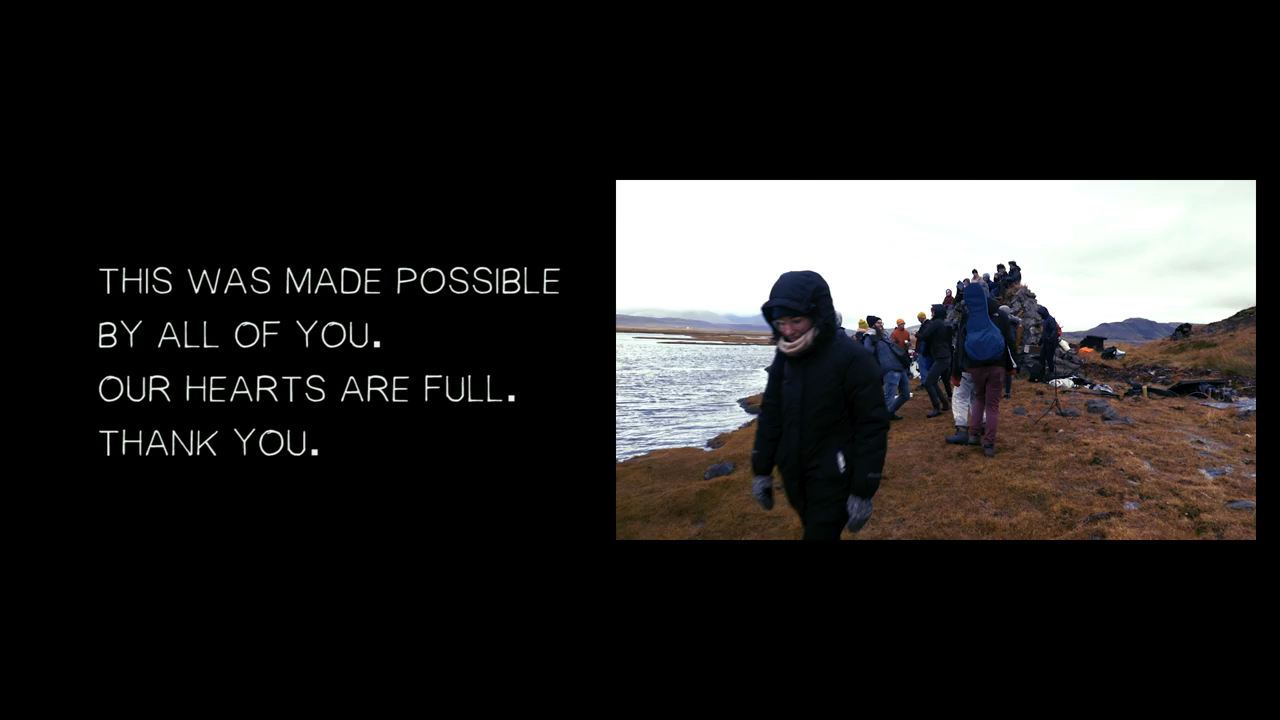 THIS WAS MADE POSSIBLE
BY ALL OF YOU.
OUR HEARTS ARE FULL.
THANK YOU.